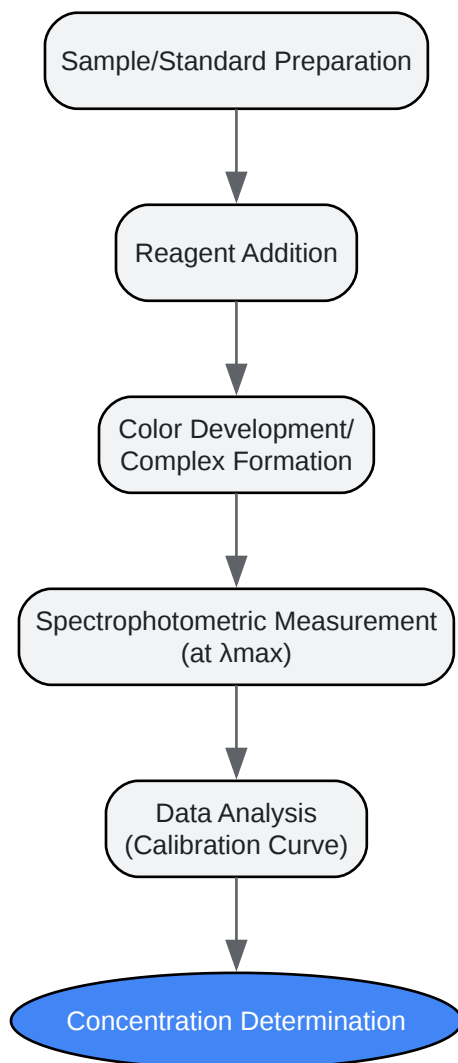 Sample/Standard Preparation
Reagent Addition
Color Development/
Complex Formation
Spectrophotometric Measurement
(at λmax)
Data Analysis
(Calibration Curve)
Concentration Determination